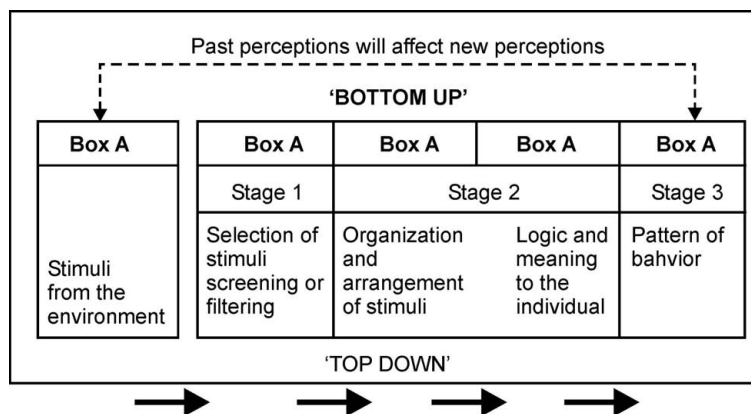 Past perceptions will affect new perceptions
‘BOTTOM UP’
Box A
Box A
Box A
Box A
Box A
Stage 1
Stage 2
Stage 3
Stimuli
from the
environment
Selection of
stimuli
screening or
filtering
Organization
and
arrangement
of stimuli
Logic and
meaning
to the
individual
Pattern of
bahvior
‘TOP DOWN’